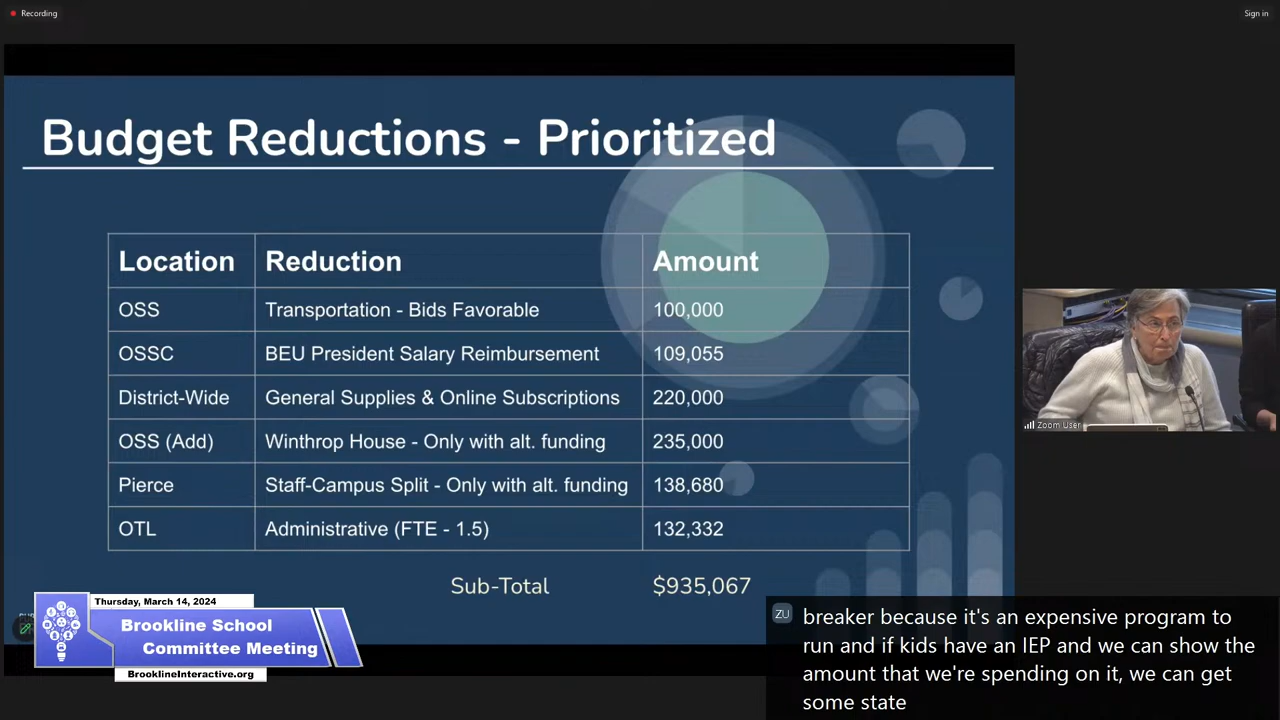 Recording
Sign in
Budget Reductions - Prioritized
Location Reduction Amount
OSS Transportation - Bids Favorable 100,000
OSSC BEU President Salary Reimbursement 109,055
District-Wide General Supplies & Online Subscriptions 220,000
OSS (Add) Winthrop House - Only with alt. funding 235,000
Pierce Staff-Campus Split - Only with alt. funding 138,680
OTL Administrative (FTE - 1.5) 132,332
Sub-Total $935,067
Zoom User
Thursday, March 14, 2024
Brookline School
Committee Meeting
BrooklineInteractive.org
ZU
breaker because it's an expensive program to
run and if kids have an IEP and we can show the
amount that we're spending on it, we can get
some state